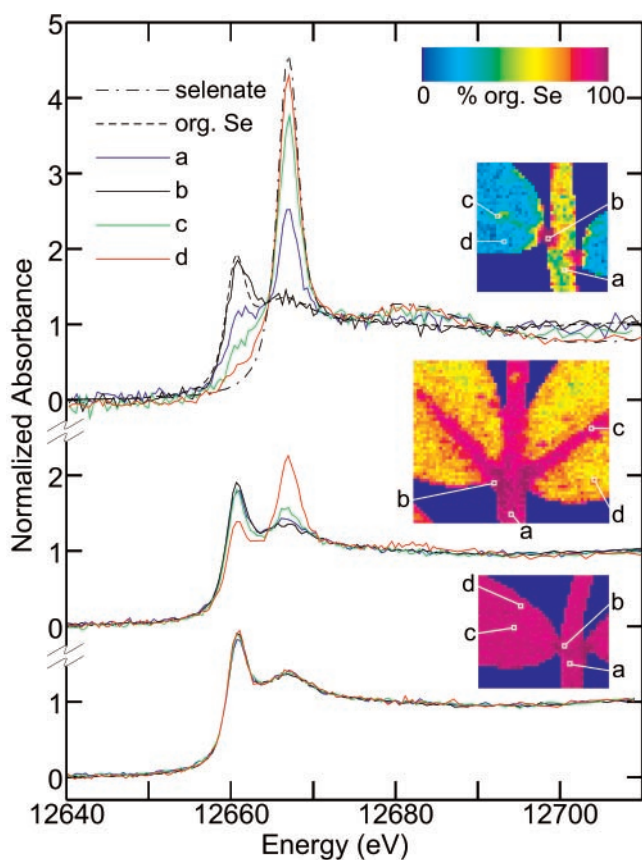 5
4
3
2
1
0
2
1
0
1
0
Normalized Absorbance
selenate
org. Se
a
b
c
d
0 % org. Se 100
c
d
b
a
b
a
c
d
d
c
b
a
12640 12660 12680 12700
Energy (eV)